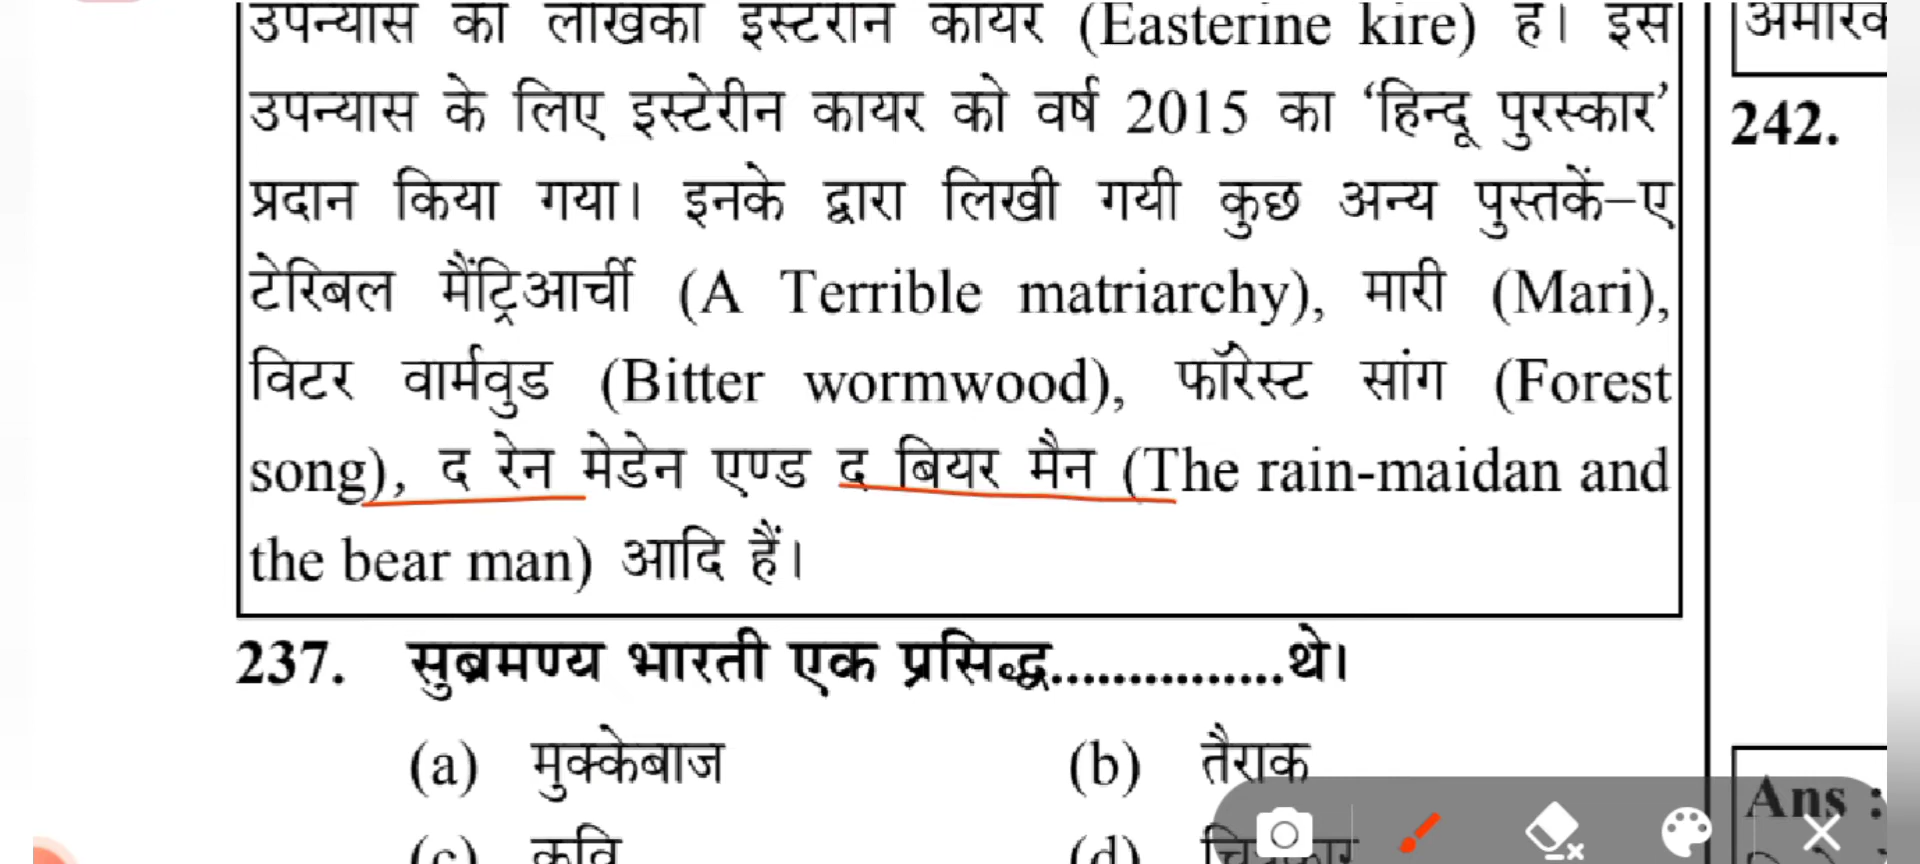 उपन्यास की लेखिका इस्टेरीन कायर (Easterine kire) हैं। इस
उपन्यास के लिए इस्टेरीन कायर को वर्ष 2015 का ‘हिन्दू पुरस्कार’
प्रदान किया गया। इनके द्वारा लिखी गयी कुछ अन्य पुस्तकें–ए
टेरिबल मैंट्रिआर्ची (A Terrible matriarchy), मारी (Mari),
विटर वार्मवुड (Bitter wormwood), फॉरेस्ट सांग (Forest
song), द रेन मेडेन एण्ड द बियर मैन (The rain-maidan and
the bear man) आदि हैं।
237. सुब्रमण्य भारती एक प्रसिद्ध...............थे।
(a) मुक्केबाज (b) तैराक
(c) कवि (d) चित्रकार
242.
Ans :